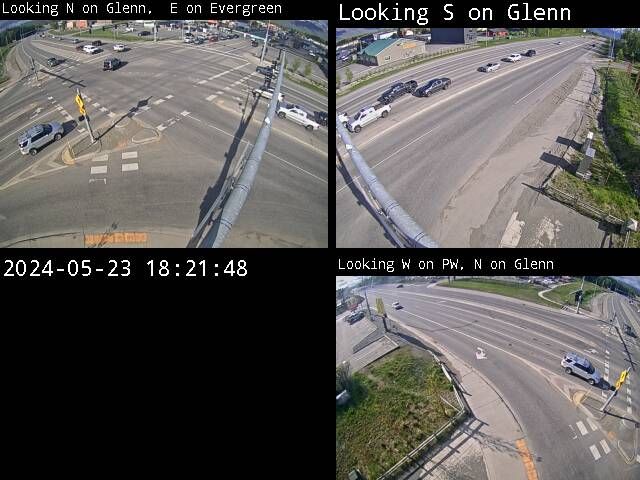 Looking N on Glenn, E on Evergreen
Looking S on Glenn
2024-05-23 18:21:48
Looking W on PW, N on Glenn